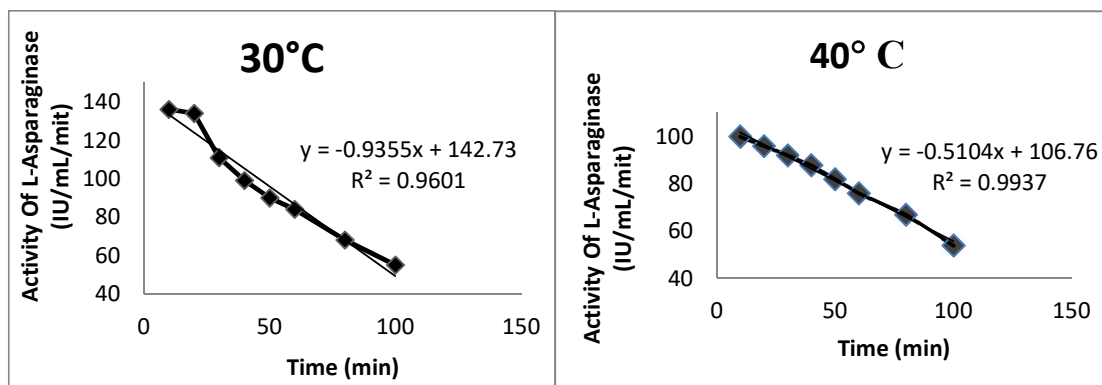 30°C
Activity Of L-Asparaginase
(IU/mL/mit)
140
120
100
80
60
40
y = -0.9355x + 142.73
R² = 0.9601
0
50
100
150
Time (min)
40° C
Activity Of L-Asparaginase
(IU/mL/mit)
100
80
60
40
y = -0.5104x + 106.76
R² = 0.9937
0
50
100
150
Time (min)